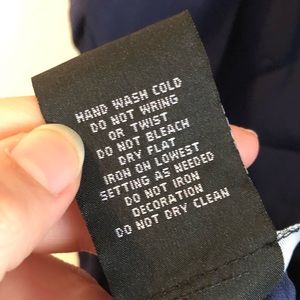 HAND WASH COLD
DO NOT WRING
OR TWIST
DO NOT BLEACH
DRY FLAT
IRON ON LOWEST
SETTING AS NEEDED
DO NOT IRON
DECORATION
DO NOT DRY CLEAN